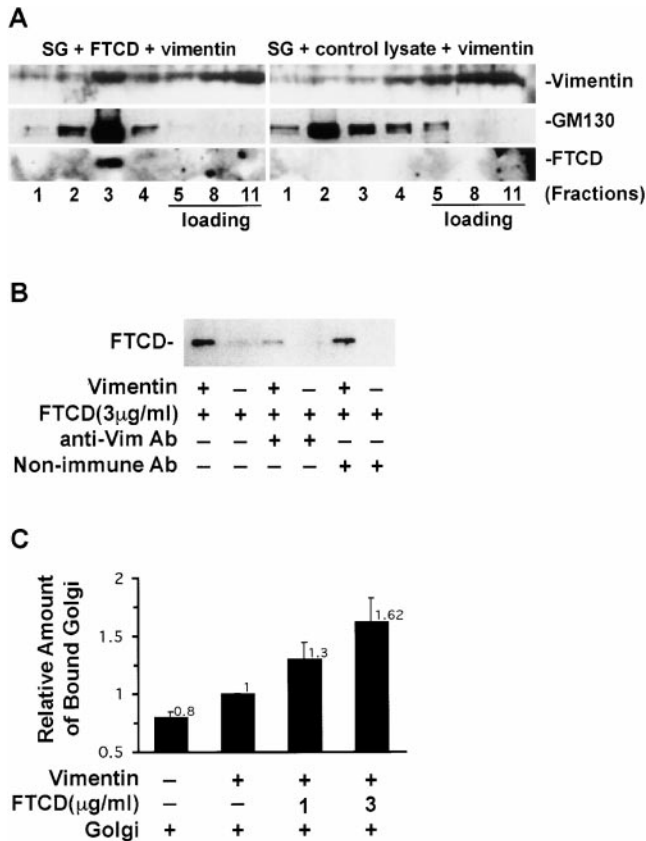 A
SG + FTCD + vimentin SG + control lysate + vimentin
-Vimentin
-GM130
-FTCD
1 2 3 4 5 8 11 1 2 3 4 5 8 11 (Fractions)
loading loading
B
FTCD-
Vimentin + – + – + –
FTCD(3μg/ml) + + + + + +
anti-Vim Ab – – + + – –
Non-immune Ab – – – – + +
C
Relative Amount
of Bound Golgi
2
1.5
1
0.5
0.8
1
1.3
1.62
Vimentin – + + +
FTCD(μg/ml) – – 1 3
Golgi + + + +